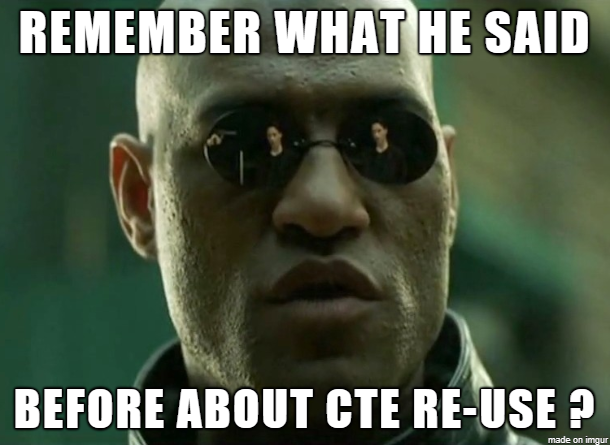 REMEMBER WHAT HE SAID
BEFORE ABOUT CTE RE-USE ?
made on imgur